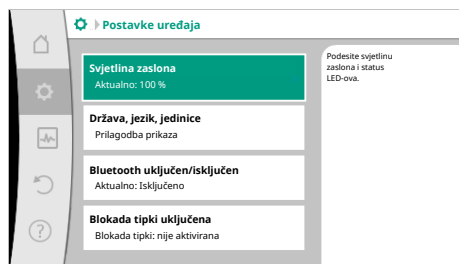 Postavke uređaja
Svjetlina zaslona
Aktualno: 100 %
Država, jezik, jedinice
Prilagodba prikaza
Bluetooth uključen/isključen
Aktualno: Isključeno
Blokada tipki uključena
Blokada tipki: nije aktivirana
Podesite svjetlinu
zaslona i status
LED-ova.